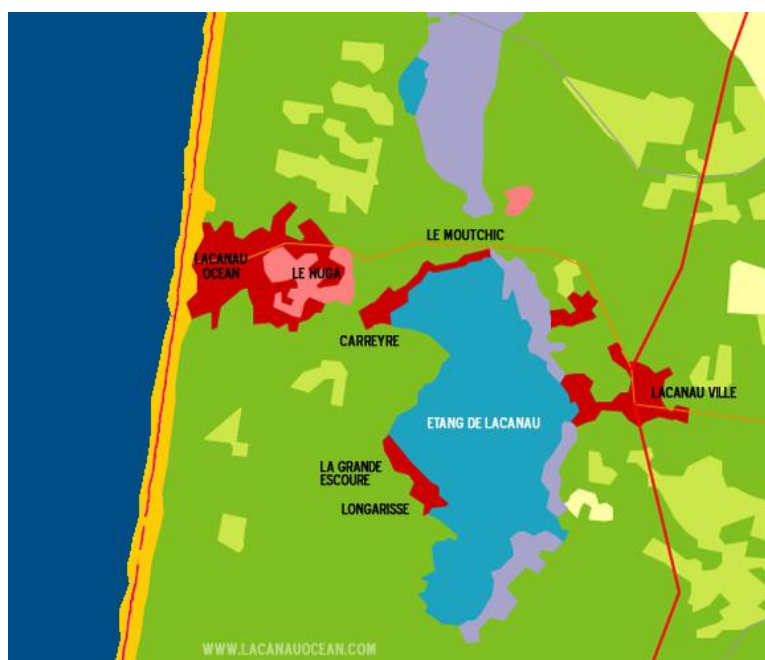 LE MOUTCHIC
LACANAU
OCEAN
LE HUGA
CARREYRE
LACANAU VILLE
ETANG DE LACANAU
LA GRANDE
ESCOURE
LONGARISSE
WWW.LACANAUOCEAN.COM